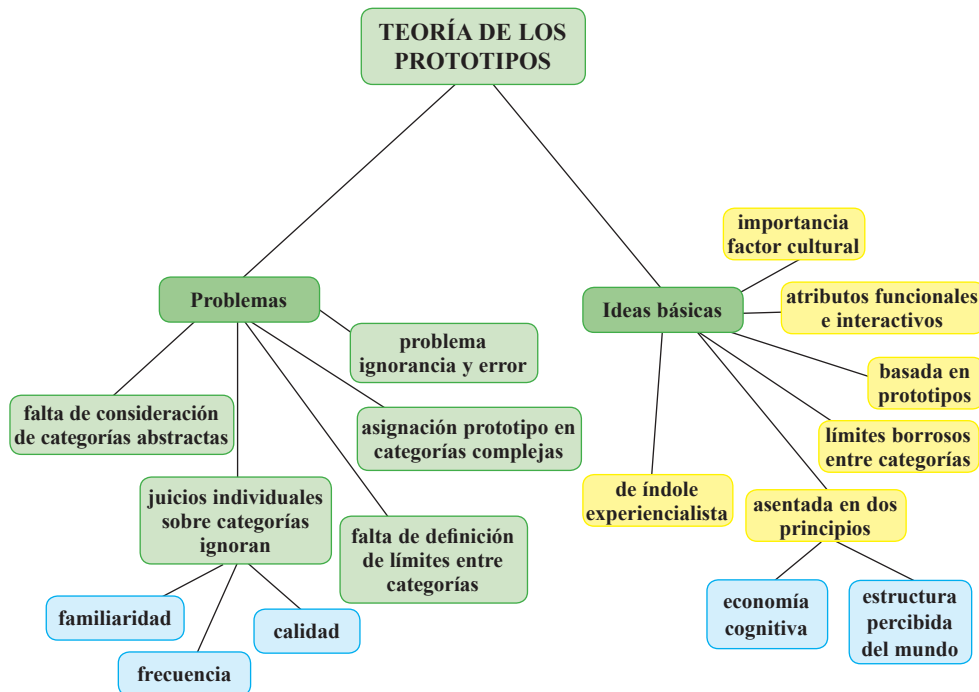 TEORÍA DE LOS
PROTOTIPOS
Problemas
problema
ignorancia y error
falta de consideración
de categorías abstractas
asignación prototipo en
categorías complejas
juicios individuales
sobre categorías
ignoran
falta de definición
de límites entre
categorías
familiaridad
calidad
frecuencia
Ideas básicas
importancia
factor cultural
atributos funcionales
e interactivos
basada en
prototipos
límites borrosos
entre categorías
de índole
experiencialista
asentada en dos
principios
economía
cognitiva
estructura
percibida
del mundo